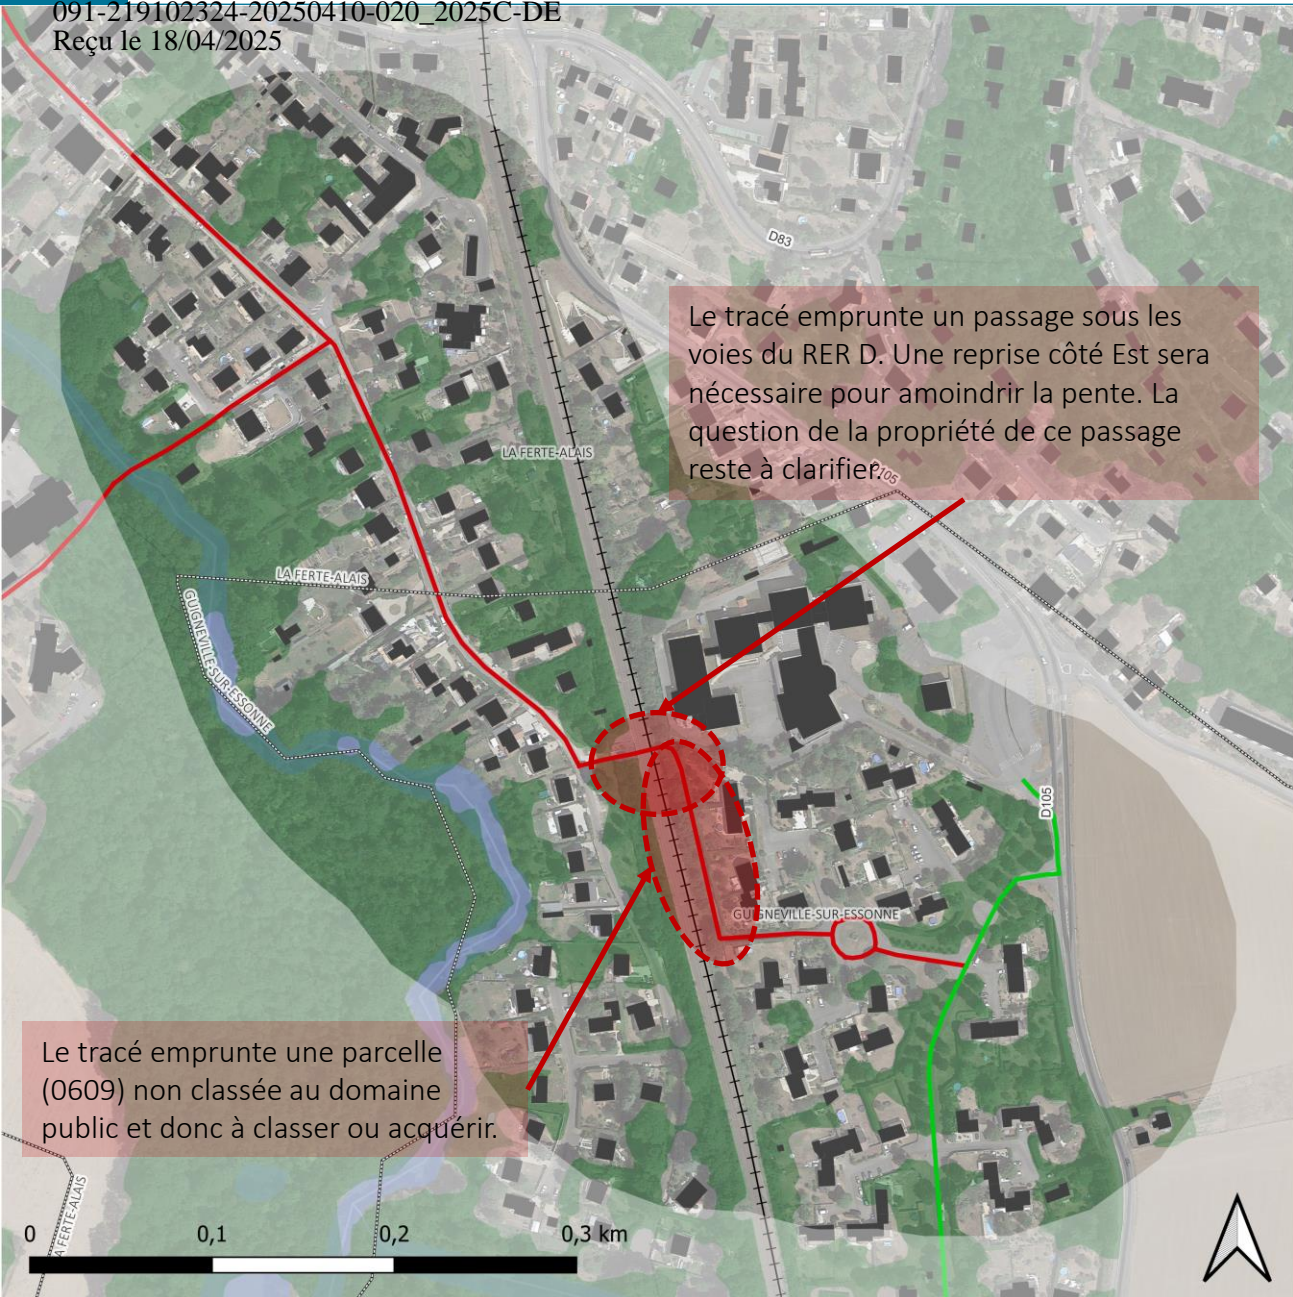 091-219102324-20250410-020_2025C-DE
Reçu le 18/04/2025
D83
Le tracé emprunte un passage sous les
voies du RER D. Une reprise côté Est sera
nécessaire pour amoindrir la pente. La
question de la propriété de ce passage
reste à clarifier.
D105
LA FERTE-ALAIS
LA FERTE-ALAIS
GUIGNEVILLE-SUR-ESSONNE
D105
GUIGNEVILLE-SUR-ESSONNE
Le tracé emprunte une parcelle
(0609) non classée au domaine
public et donc à classer ou acquérir.
LA FERTE-ALAIS
0 0,1 0,2 0,3 km